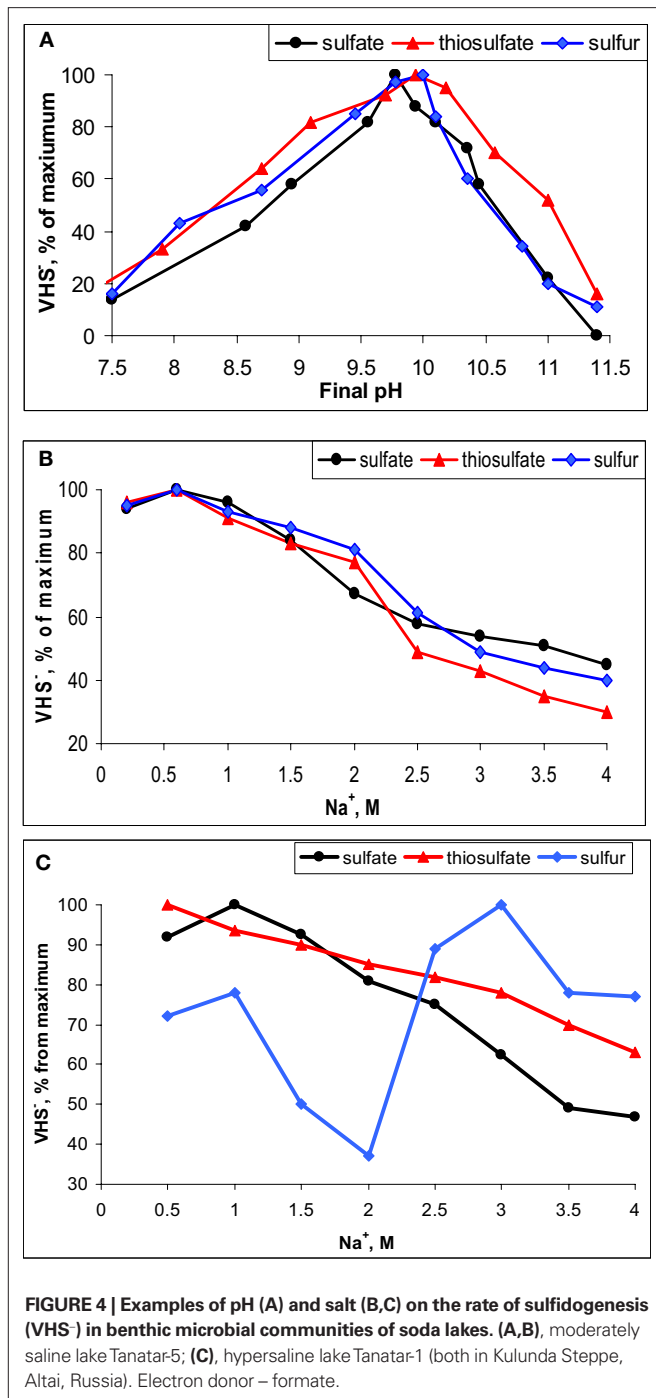 A
sulfate thiosulfate sulfur
100
80
60
40
20
0
VHS-, % of maxiumum
7.5 8 8.5 9 9.5 10 10.5 11 11.5
Final pH
B
sulfate thiosulfate sulfur
100
80
60
40
20
VHS-, % of maximum
0 0.5 1 1.5 2 2.5 3 3.5 4
Na+, M
C
sulfate thiosulfate sulfur
100
90
80
70
60
50
40
30
VHS-, % from maximum
0.5 1 1.5 2 2.5 3 3.5 4
Na+, M
FIGURE 4 | Examples of pH (A) and salt (B,C) on the rate of sulfidogenesis
(VHS–) in benthic microbial communities of soda lakes. (A,B), moderately
saline lake Tanatar-5; (C), hypersaline lake Tanatar-1 (both in Kulunda Steppe,
Altai, Russia). Electron donor – formate.